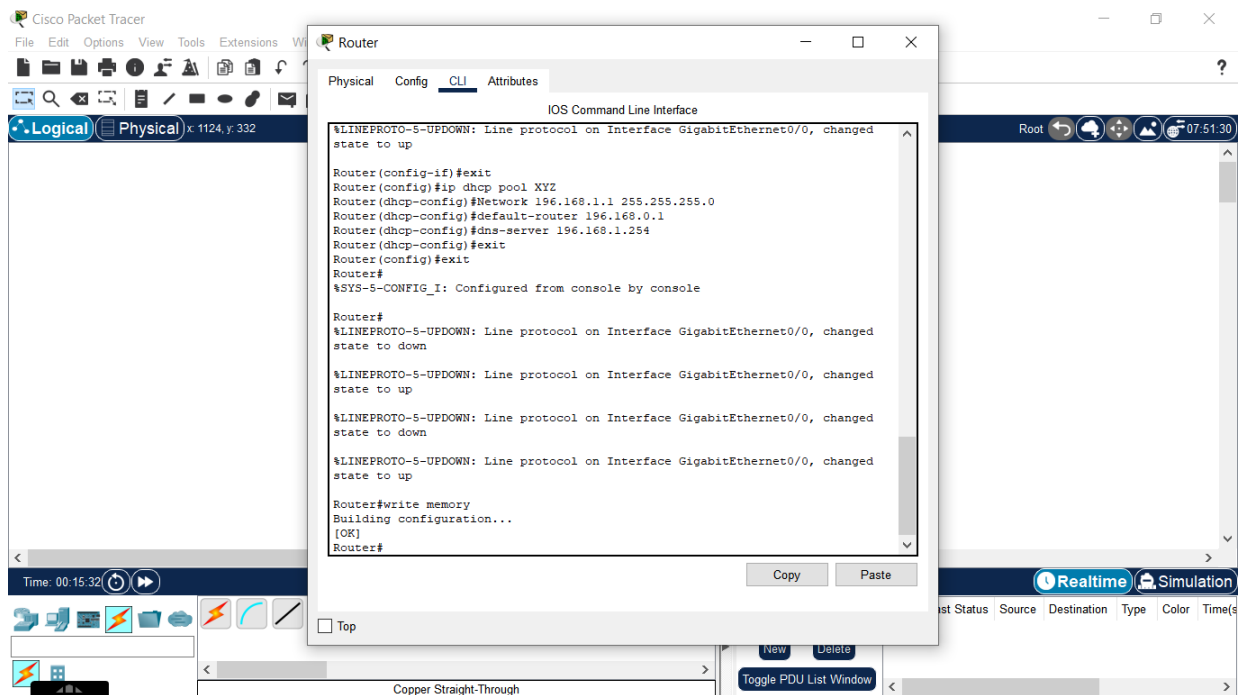 Cisco Packet Tracer
File Edit Options View Tools Extensions Wi
Router
Physical Config CLI Attributes
IOS Command Line Interface
?
Logical Physical x: 1124, y: 332
Root 07:51:30
%LINEPROTO-5-UPDOWN: Line protocol on Interface GigabitEthernet0/0, changed
state to up
Router(config-if)#exit
Router(config)#ip dhcp pool XYZ
Router(dhcp-config)#Network 196.168.1.1 255.255.255.0
Router(dhcp-config)#default-router 196.168.0.1
Router(dhcp-config)#dns-server 196.168.1.254
Router(dhcp-config)#exit
Router(config)#exit
Router#
%SYS-5-CONFIG_I: Configured from console by console
Router#
%LINEPROTO-5-UPDOWN: Line protocol on Interface GigabitEthernet0/0, changed
state to down
%LINEPROTO-5-UPDOWN: Line protocol on Interface GigabitEthernet0/0, changed
state to up
%LINEPROTO-5-UPDOWN: Line protocol on Interface GigabitEthernet0/0, changed
state to down
%LINEPROTO-5-UPDOWN: Line protocol on Interface GigabitEthernet0/0, changed
state to up
Router#write memory
Building configuration...
[OK]
Router#
Copy Paste
Top
Time: 00:15:32
Realtime Simulation
ast Status Source Destination Type Color Time(s
New Delete
Toggle PDU List Window
Copper Straight-Through